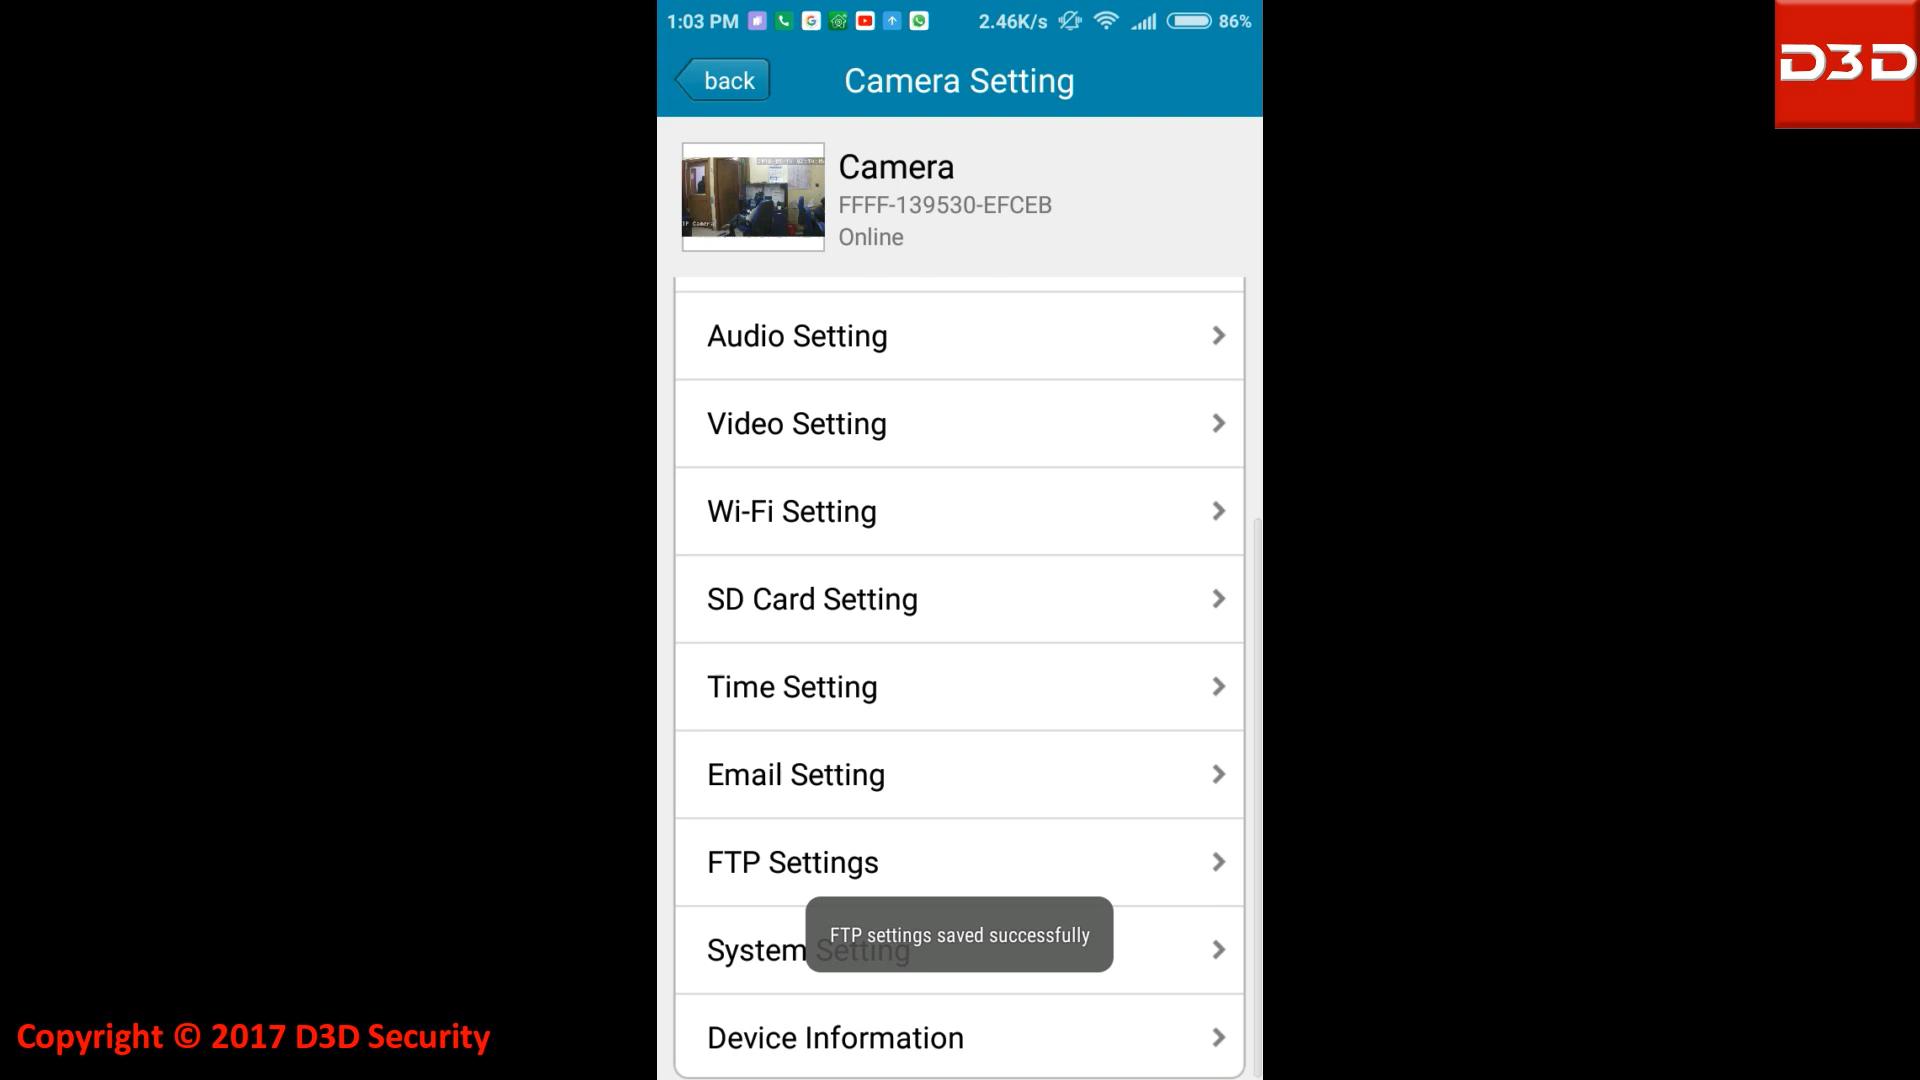 1:03 PM
2.46K/s
86%
D3D
back
Camera Setting
Camera
FFFF-139530-EFCEB
Online
Audio Setting
Video Setting
Wi-Fi Setting
SD Card Setting
Time Setting
Email Setting
FTP Settings
FTP settings saved successfully
System Setting
Device Information
Copyright © 2017 D3D Security